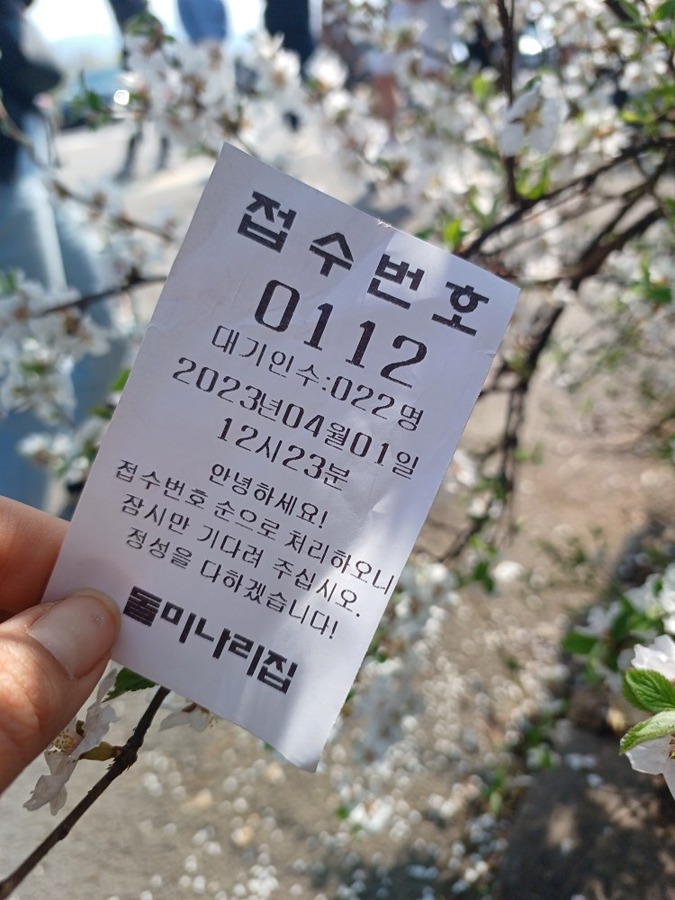 접수번호
0112
대기인수:022명
2023년04월01일
12시23분
안녕하세요!
접수번호 순으로 처리하오니
잠시만 기다려 주십시오.
정성을 다하겠습니다!
돌미나리집